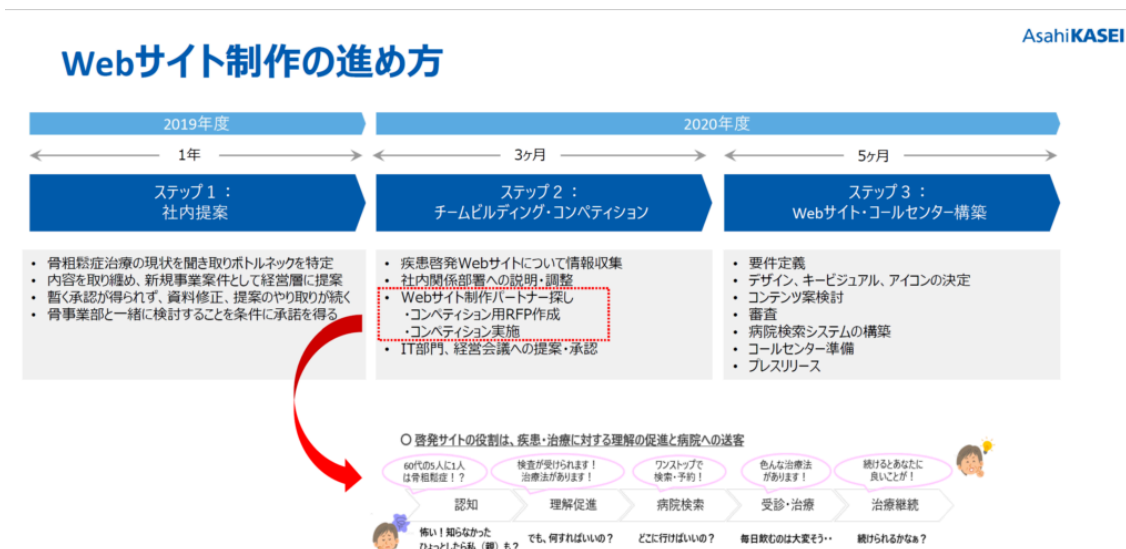 AsahiKASEI
Webサイト制作の進め方
2019年度
2020年度
1年
3ヶ月
5ヶ月
ステップ1：
社内提案
ステップ2：
チームビルディング・コンペティション
ステップ3：
Webサイト・コールセンター構築
• 骨粗鬆症治療の現状を聞き取りボトルネックを特定
• 内容を取り纏め、新規事業案件として経営層に提案
• 暫く承認が得られず、資料修正、提案のやり取りが続く
• 骨事業部と一緒に検討することを条件に承諾を得る
• 疾患啓発Webサイトについて情報収集
• 社内関係部署への説明・調整
• Webサイト制作パートナー探し
・コンペティション用RFP作成
・コンペティション実施
• IT部門、経営会議への提案・承認
• 要件定義
• デザイン、キービジュアル、アイコンの決定
• コンテンツ案検討
• 審査
• 病院検索システムの構築
• コールセンター準備
• プレスリリース
〇 啓発サイトの役割は、疾患・治療に対する理解の促進と病院への送客
60代の5人に1人
は骨粗鬆症！？
検査が受けられます！
治療法があります！
ワンストップで
検索・予約！
色んな治療法
があります！
続けるとあなたに
良いことが！
認知
理解促進
病院検索
受診・治療
治療継続
怖い！知らなかった
ひょっとしたら私（親）も？
でも、何すればいいの？
どこに行けばいいの？
毎日飲むのは大変そう・・
続けられるかなぁ？